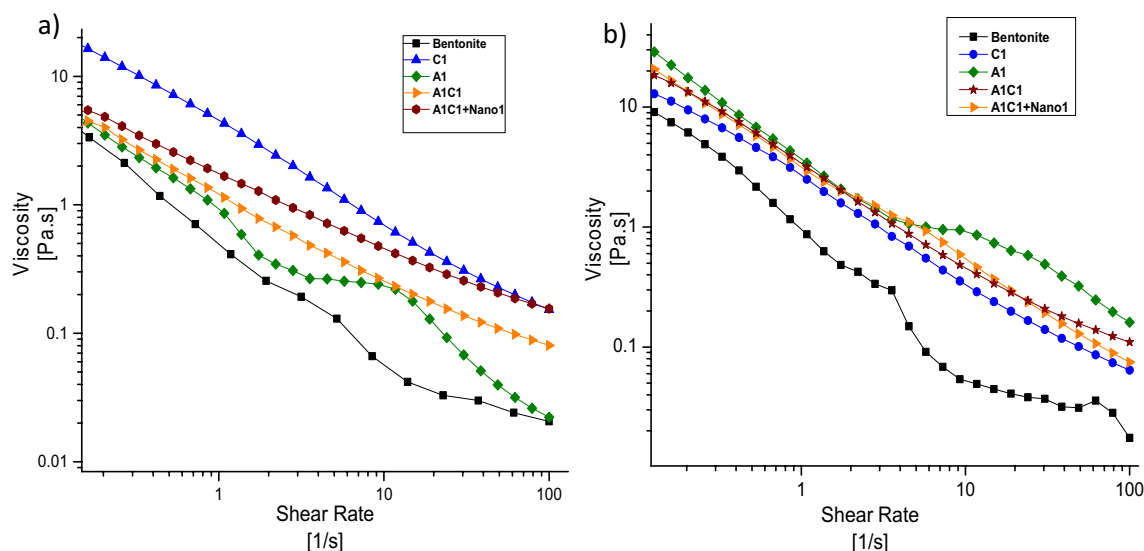 a)
Bentonite
C1
A1
A1C1
A1C1+Nano1
10
1
0.1
0.01
Viscosity
[Pa.s]
1
10
100
Shear Rate
[1/s]
b)
Bentonite
C1
A1
A1C1
A1C1+Nano1
10
1
0.1
Viscosity
[Pa.s]
1
10
100
Shear Rate
[1/s]